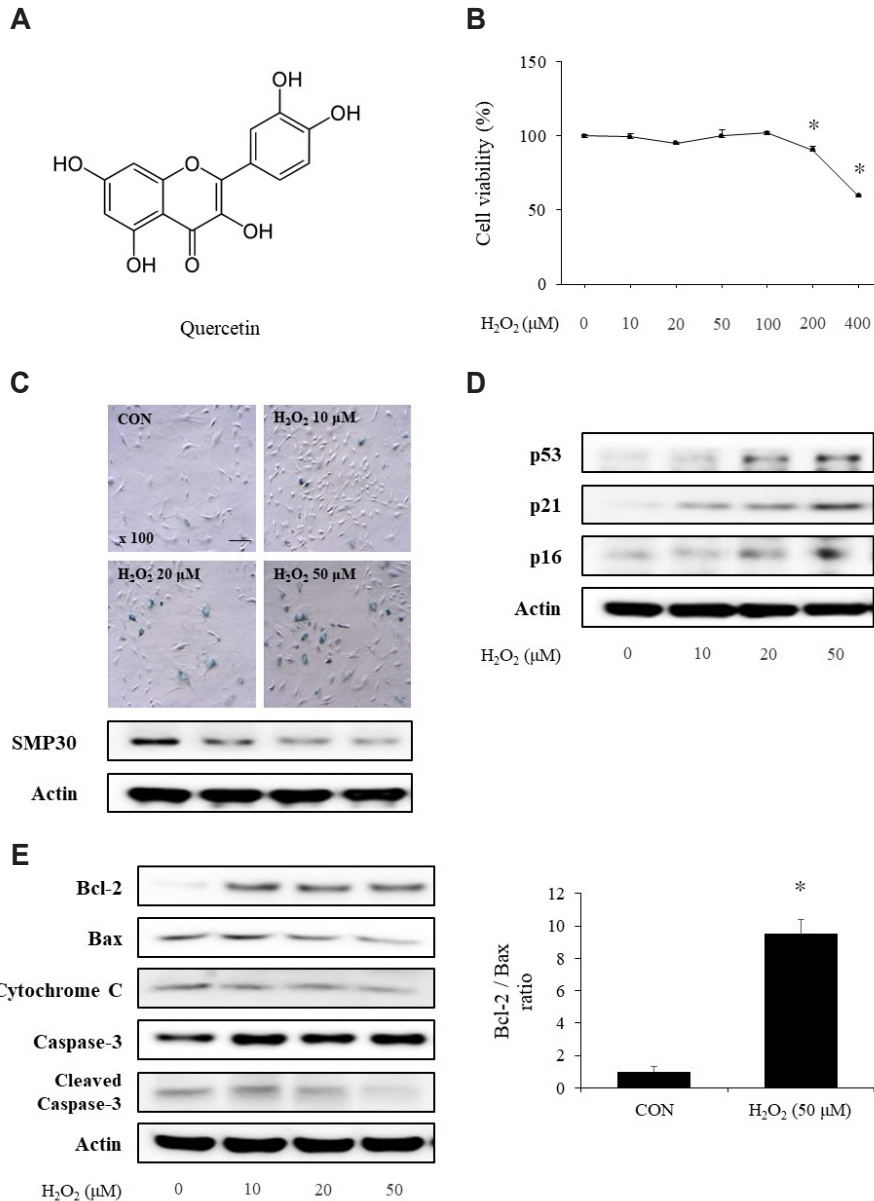 A
OH
OH
HO
O
OH
OH
O
Quercetin
B
Cell viability (%)
150
100
50
0
*
*
H₂O₂ (μM) 0 10 20 50 100 200 400
C
CON
x 100
H₂O₂ 10 μM
H₂O₂ 20 μM
H₂O₂ 50 μM
SMP30
Actin
D
p53
p21
p16
Actin
H₂O₂ (μM) 0 10 20 50
E
Bcl-2
Bax
Cytochrome C
Caspase-3
Cleaved
Caspase-3
Actin
H₂O₂ (μM) 0 10 20 50
Bcl-2 / Bax
ratio
12
10
8
6
4
2
0
*
CON H₂O₂ (50 μM)